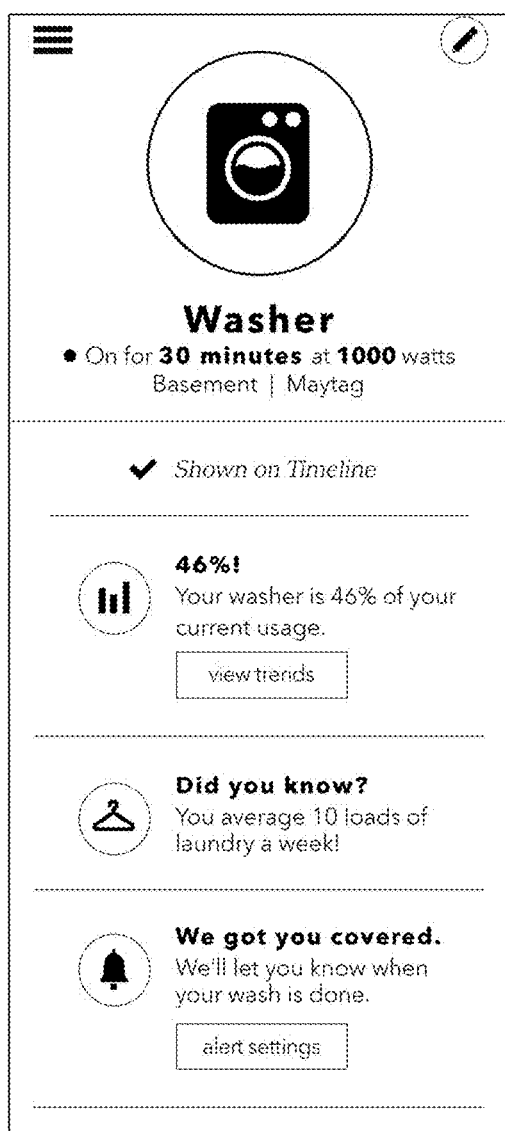 Washer
● On for 30 minutes at 1000 watts
Basement | Maytag
Shown on Timeline
46%!
Your washer is 46% of your
current usage.
view trends
Did you know?
You average 10 loads of
laundry a week!
We got you covered.
We'll let you know when
your wash is done.
alert settings